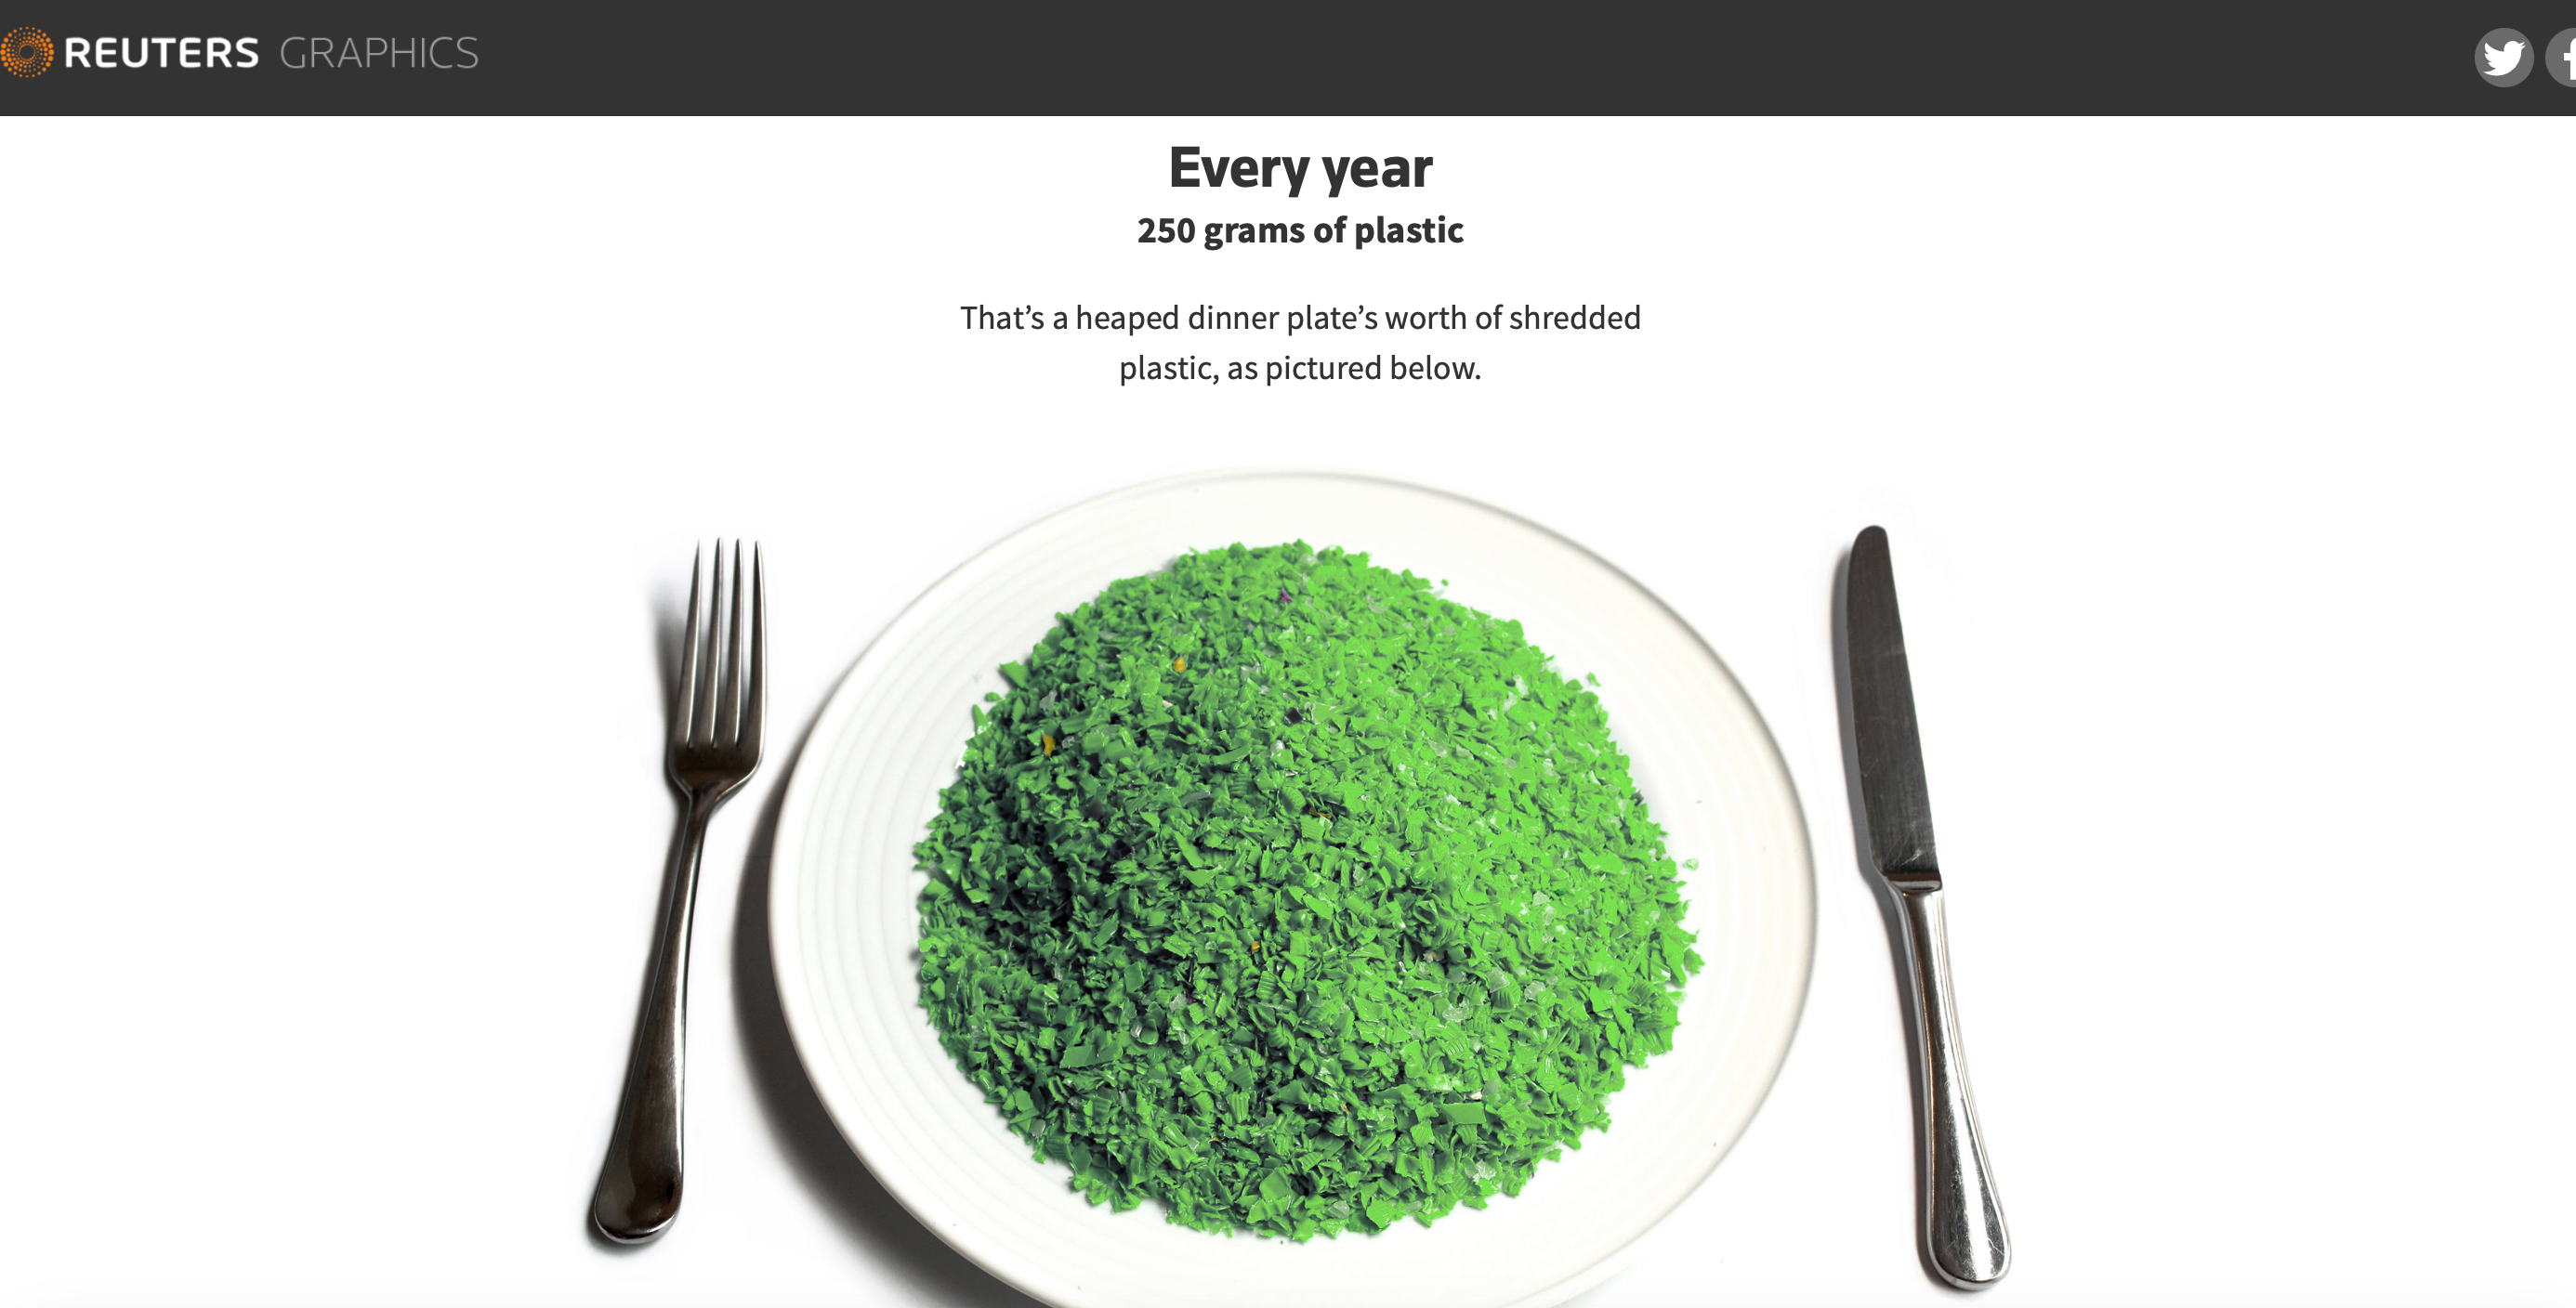 REUTERS GRAPHICS
Every year
250 grams of plastic
That’s a heaped dinner plate’s worth of shredded
plastic, as pictured below.